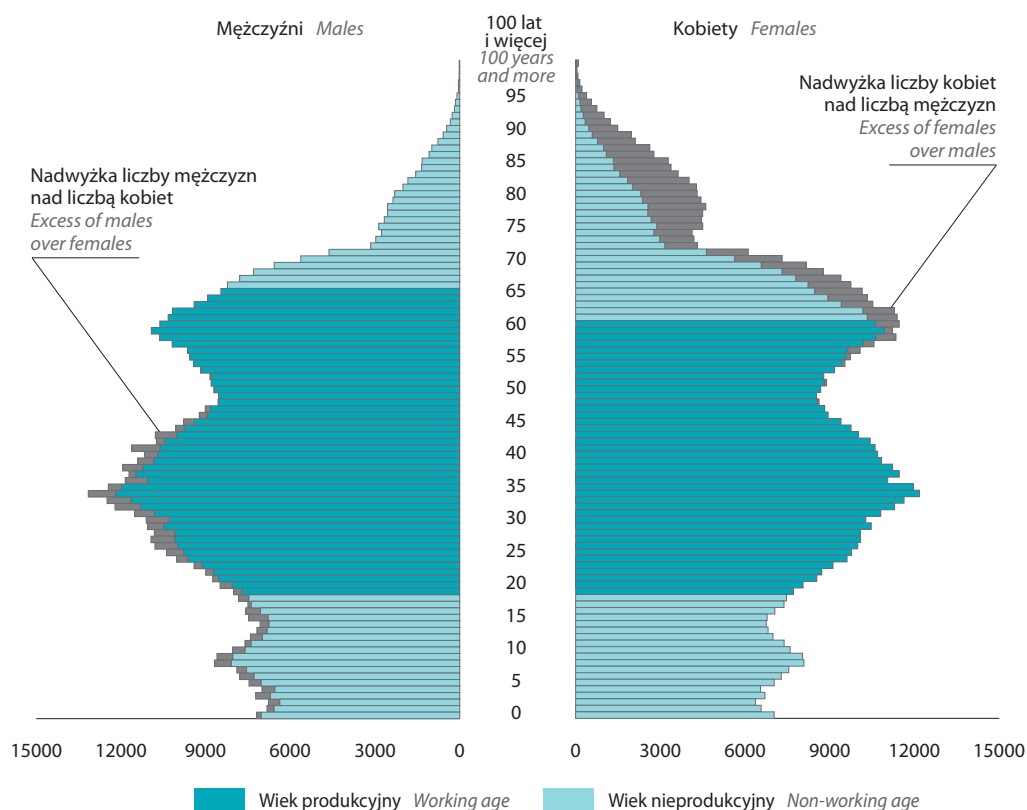 Mężczyźni Males
100 lat
i więcej
100 years
and more
Kobiety Females
95
90
85
80
75
70
65
60
55
50
45
40
35
30
25
20
15
10
5
0
Nadwyżka liczby mężczyzn
nad liczbą kobiet
Excess of males
over females
Nadwyżka liczby kobiet
nad liczbą mężczyzn
Excess of females
over males
15000 12000 9000 6000 3000 0
0 3000 6000 9000 12000 15000
Wiek produkcyjny Working age
Wiek nieprodukcyjny Non-working age